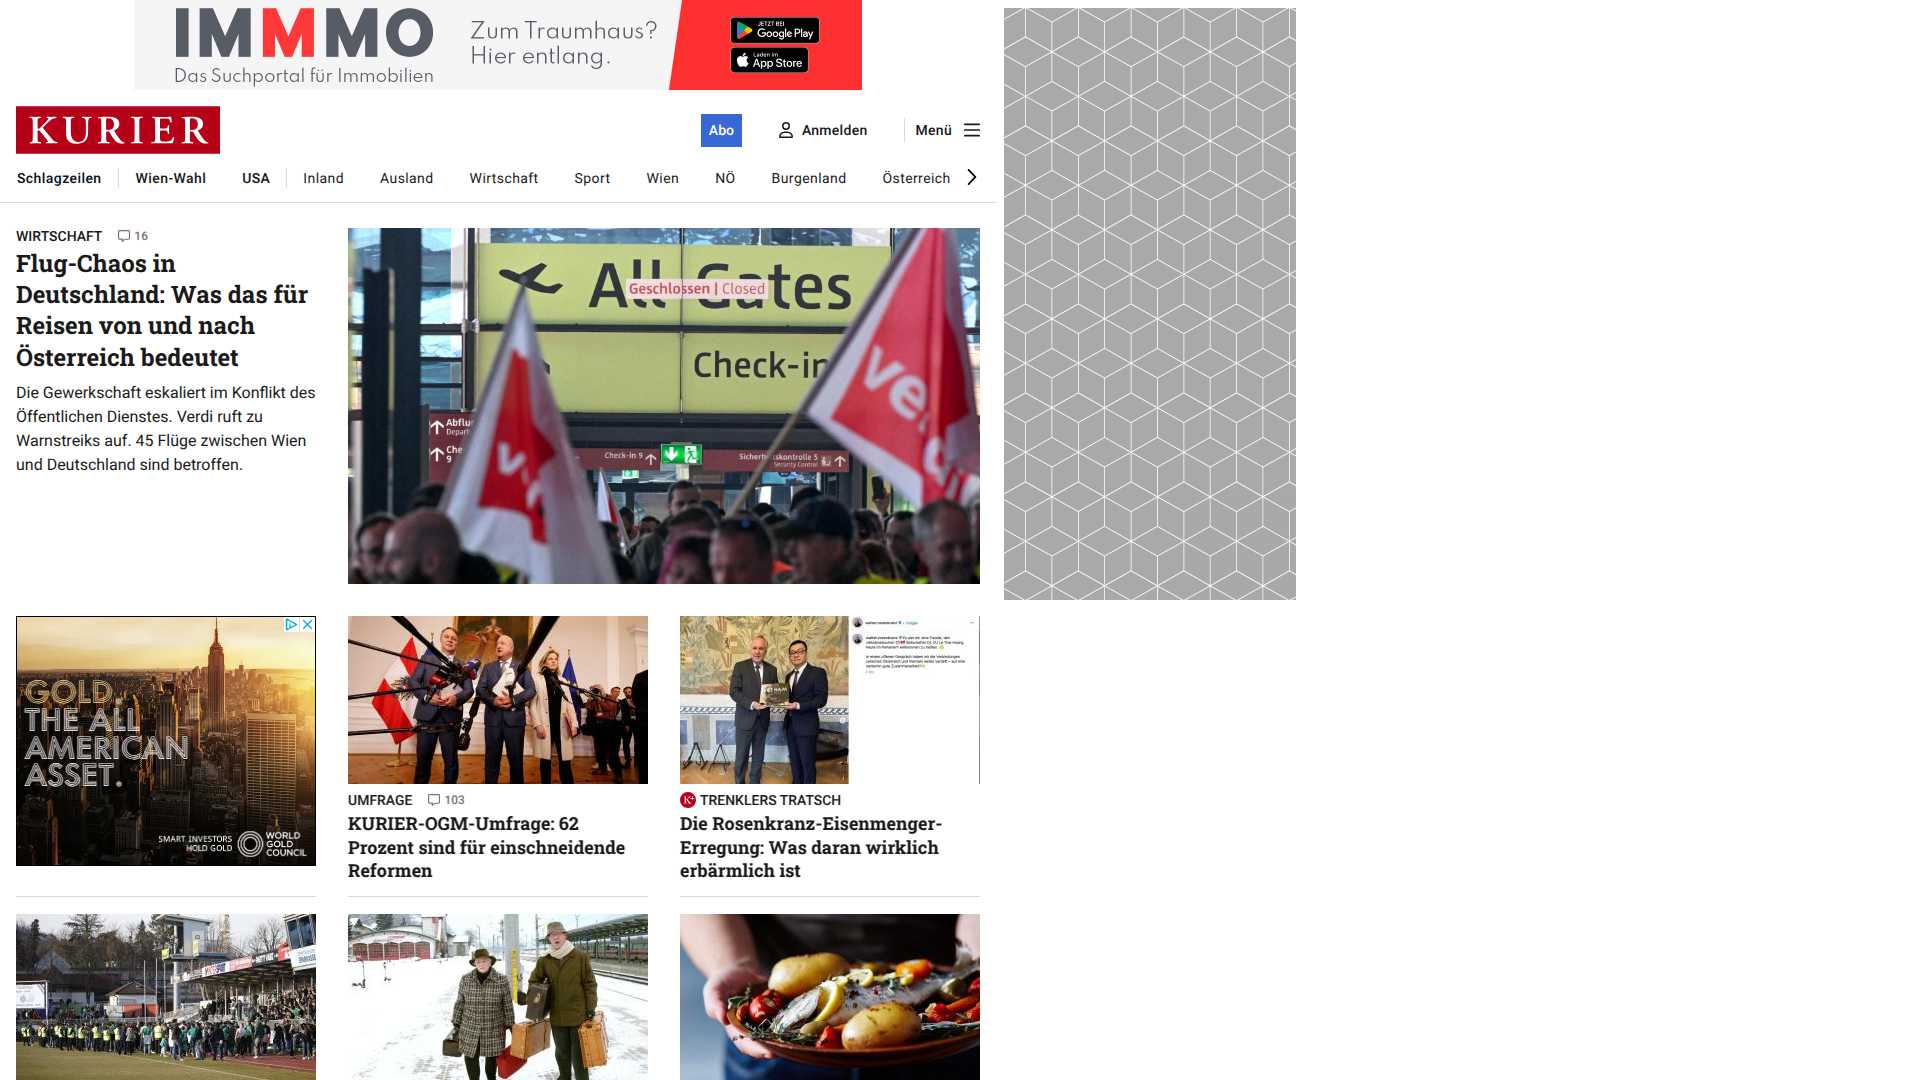 IMMMO
Das Suchportal für Immobilien
Zum Traumhaus?
Hier entlang.
JETZT BEI
Google Play
Laden im
App Store
KURIER
Abo
Anmelden
Menü
Schlagzeilen
Wien-Wahl
USA
Inland
Ausland
Wirtschaft
Sport
Wien
NÖ
Burgenland
Österreich
WIRTSCHAFT
16
Flug-Chaos in
Deutschland: Was das für
Reisen von und nach
Österreich bedeutet
Die Gewerkschaft eskaliert im Konflikt des
Öffentlichen Dienstes. Verdi ruft zu
Warnstreiks auf. 45 Flüge zwischen Wien
und Deutschland sind betroffen.
All Gates
Geschlossen | Closed
Check-in
Check-in 9
Security Control
GOLD.
THE ALL
AMERICAN
ASSET.
SMART INVESTORS
HOLD GOLD
WORLD
GOLD
COUNCIL
UMFRAGE
103
KURIER-OGM-Umfrage: 62
Prozent sind für einschneidende
Reformen
K+
TRENKLERS TRATSCH
Die Rosenkranz-Eisenmenger-
Erregung: Was daran wirklich
erbärmlich ist